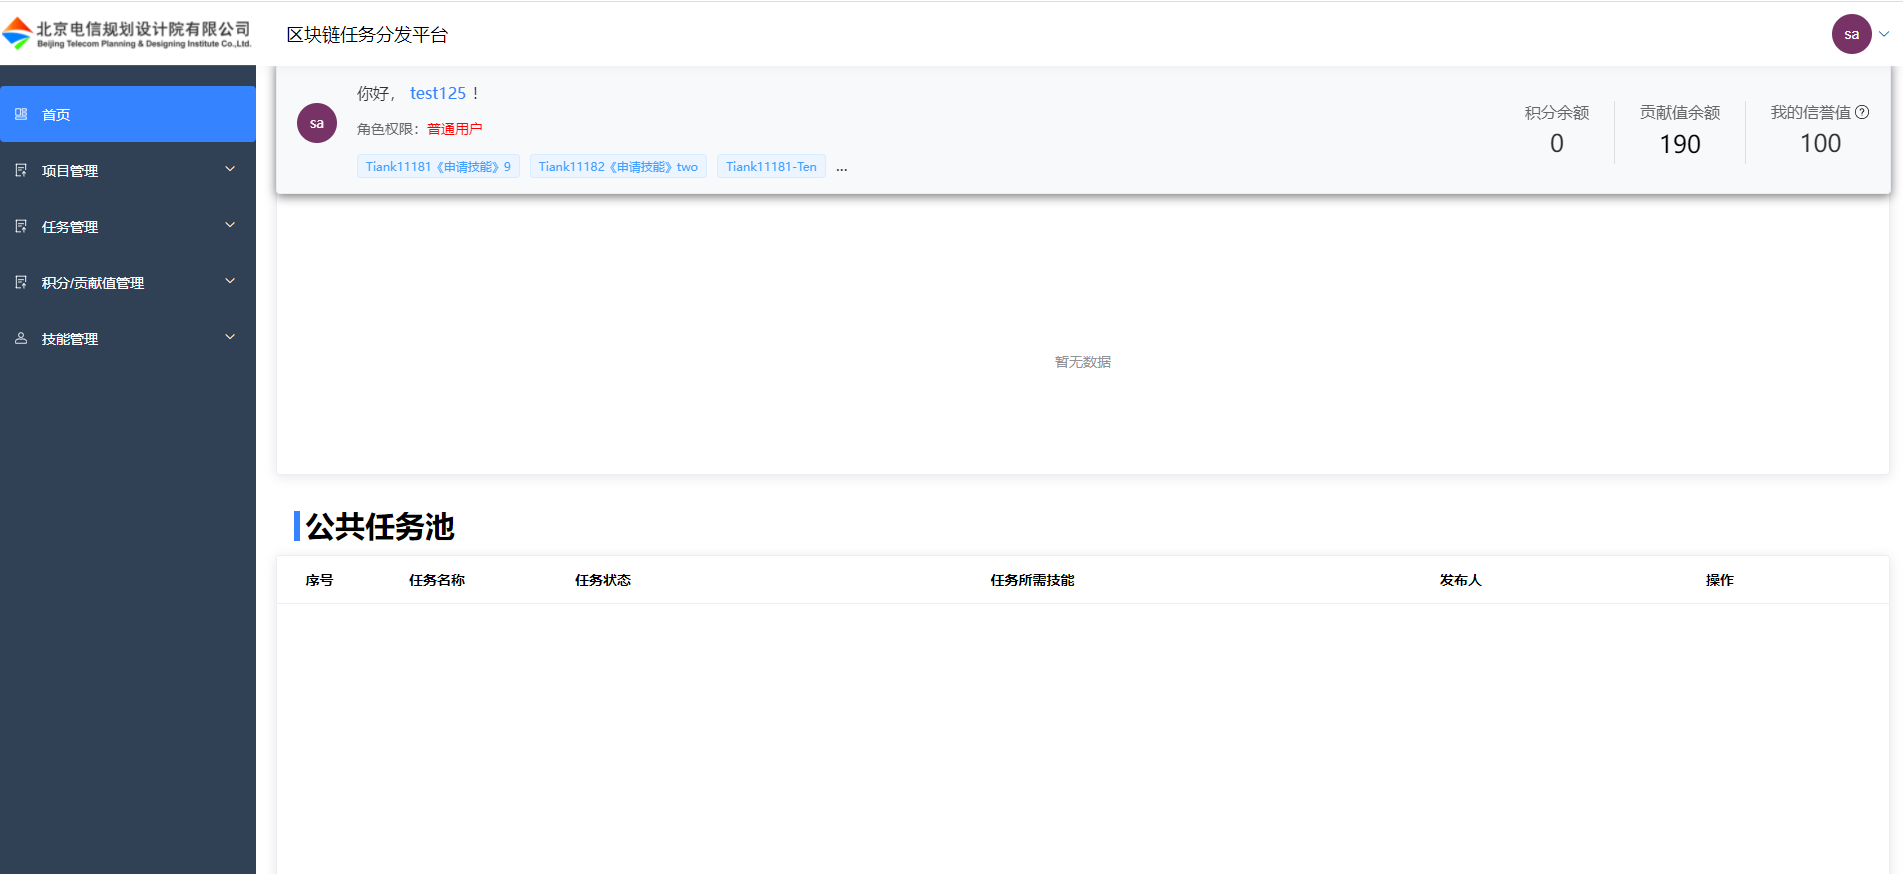 北京电信规划设计院有限公司
Beijing Telecom Planning & Designing Institute Co.,Ltd.
区块链任务分发平台
sa
首页
项目管理
任务管理
积分/贡献值管理
技能管理
sa
你好， test125 ！
角色权限：普通用户
Tiank11181《申请技能》9 Tiank11182《申请技能》two Tiank11181-Ten ...
积分余额 贡献值余额 我的信誉值
0 190 100
暂无数据
公共任务池
序号 任务名称 任务状态 任务所需技能 发布人 操作